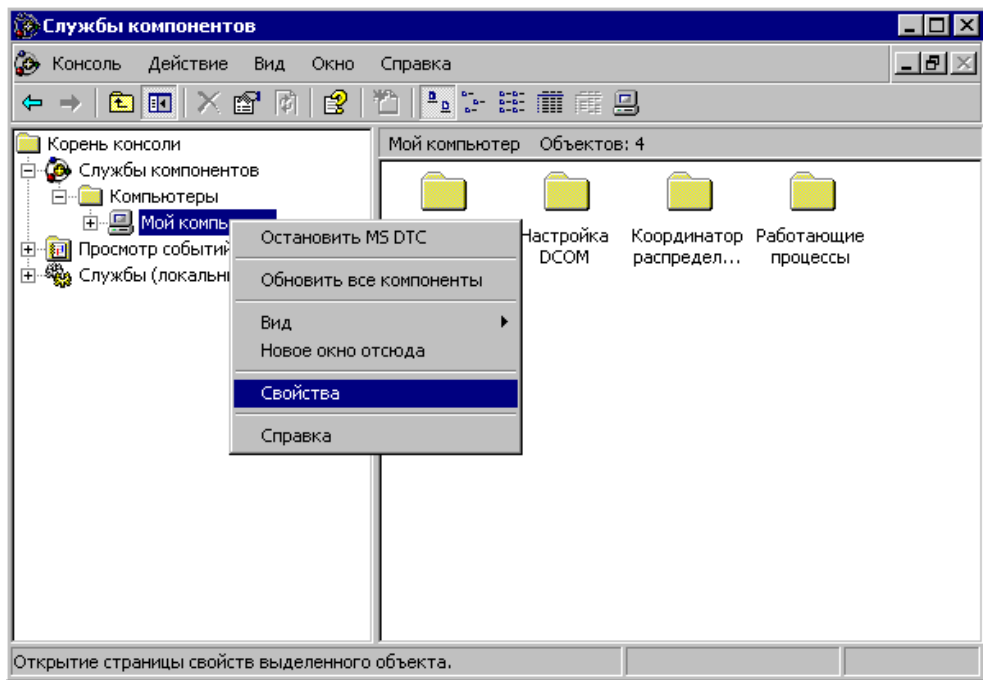 Службы компонентов
Консоль Действие Вид Окно Справка
Корень консоли
Мой компьютер Объектов: 4
Службы компонентов
Компьютеры
Мой компь
Просмотр событий
Службы (локальн
Остановить MS DTC
Обновить все компоненты
Вид
Новое окно отсюда
Свойства
Справка
Настройка DCOM
Координатор распредел...
Работающие процессы
Открытие страницы свойств выделенного объекта.